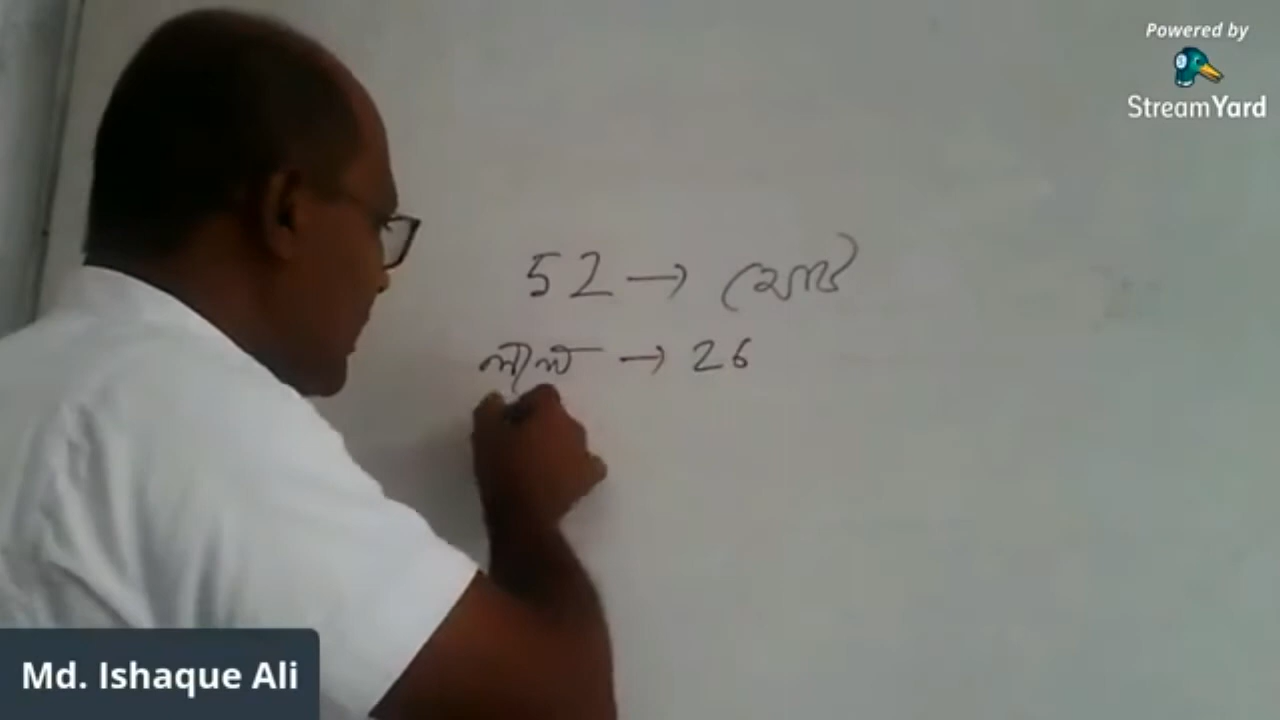 Powered by
StreamYard
52 → মোট
লাল → 26
Md. Ishaque Ali